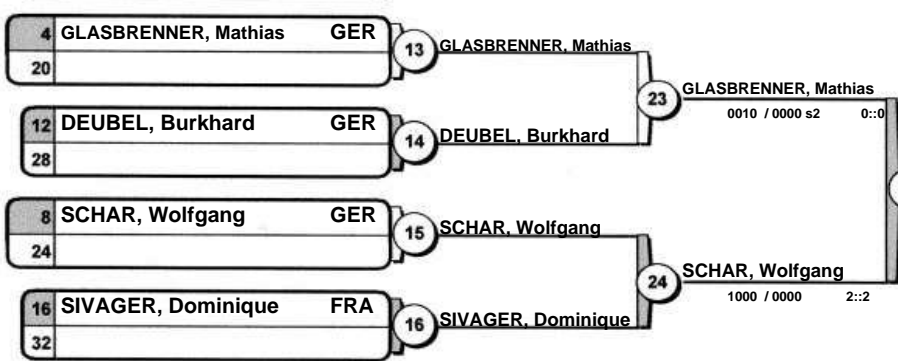 4 GLASBRENNER, Mathias GER
20
13 GLASBRENNER, Mathias
12 DEUBEL, Burkhard GER
28
14 DEUBEL, Burkhard
23 GLASBRENNER, Mathias
0010 / 0000 s2 0::0
8 SCHAR, Wolfgang GER
24
15 SCHAR, Wolfgang
16 SIVAGER, Dominique FRA
32
16 SIVAGER, Dominique
24 SCHAR, Wolfgang
1000 / 0000 2::2